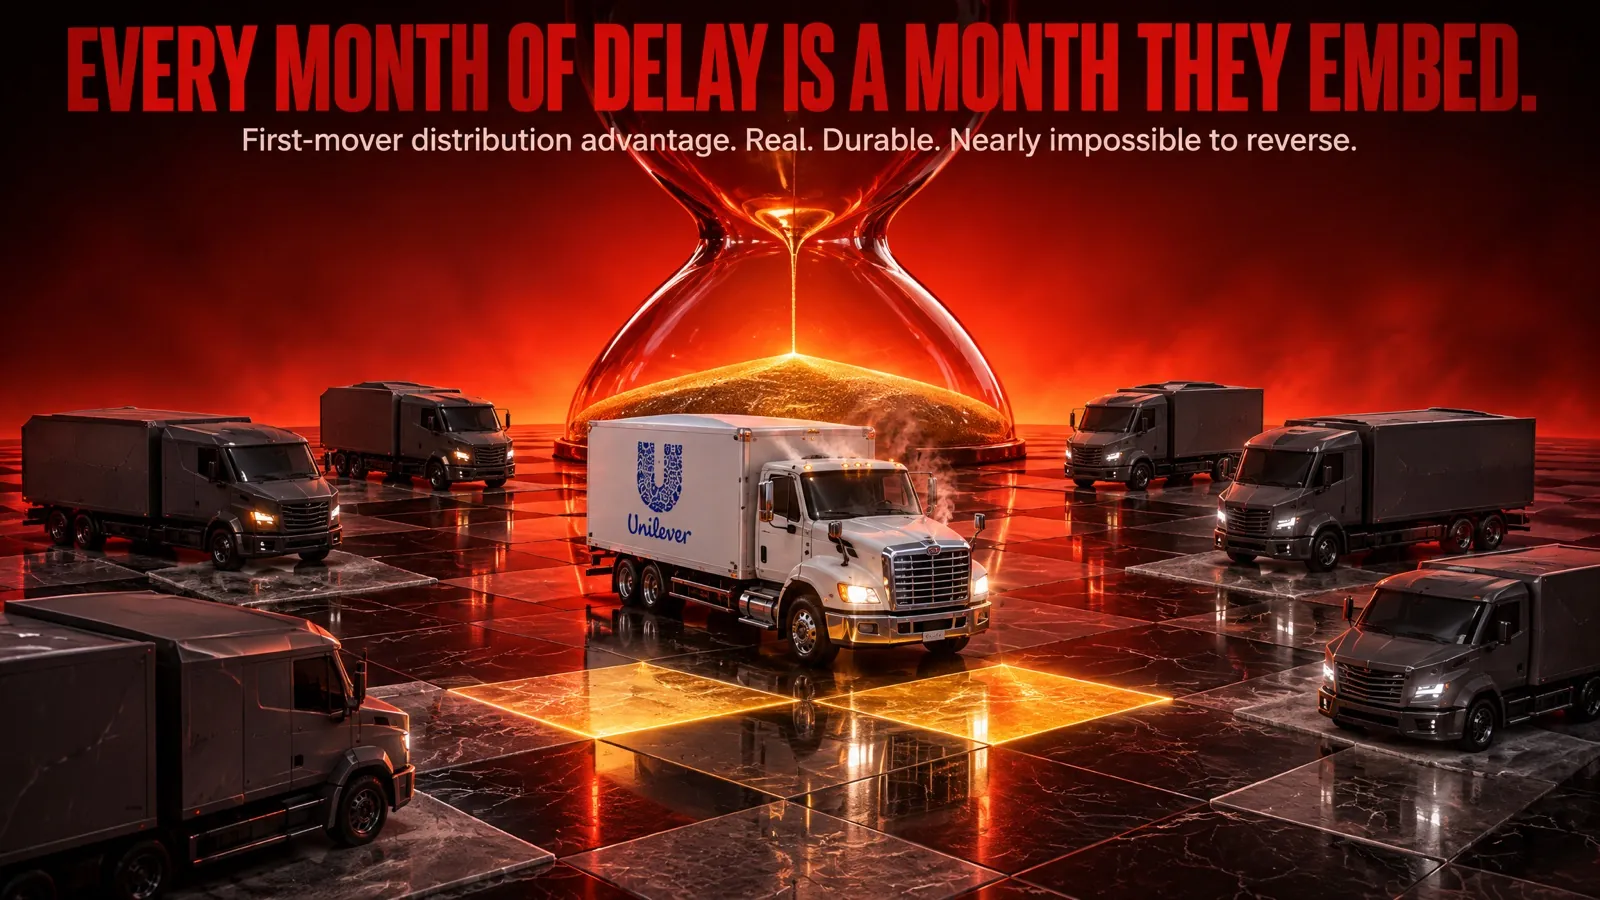 EVERY MONTH OF DELAY IS A MONTH THEY EMBED.
First-mover distribution advantage. Real. Durable. Nearly impossible to reverse.
Unilever